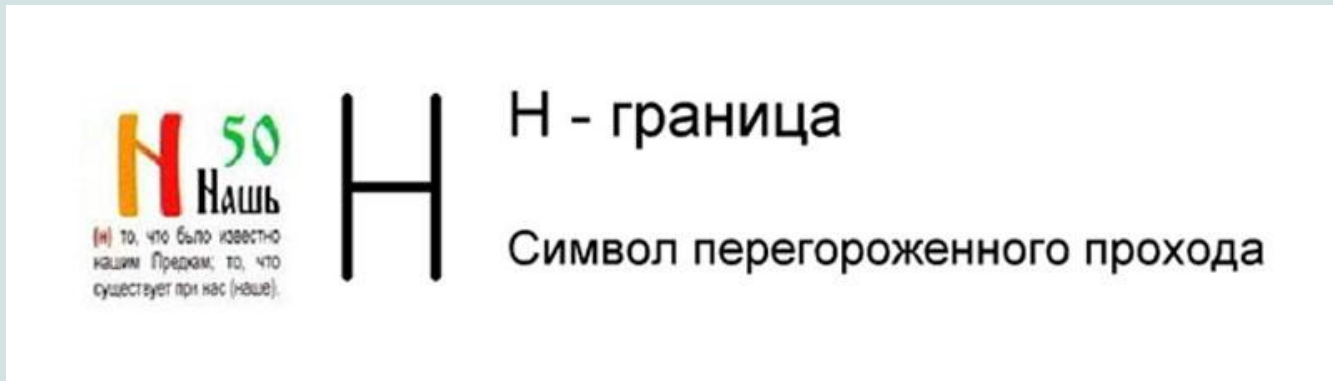 Н 50
Нашь
(н) то, что было известно
нашим Предкам; то, что
существует при нас (наше).
Н
Н - граница
Символ перегороженного прохода